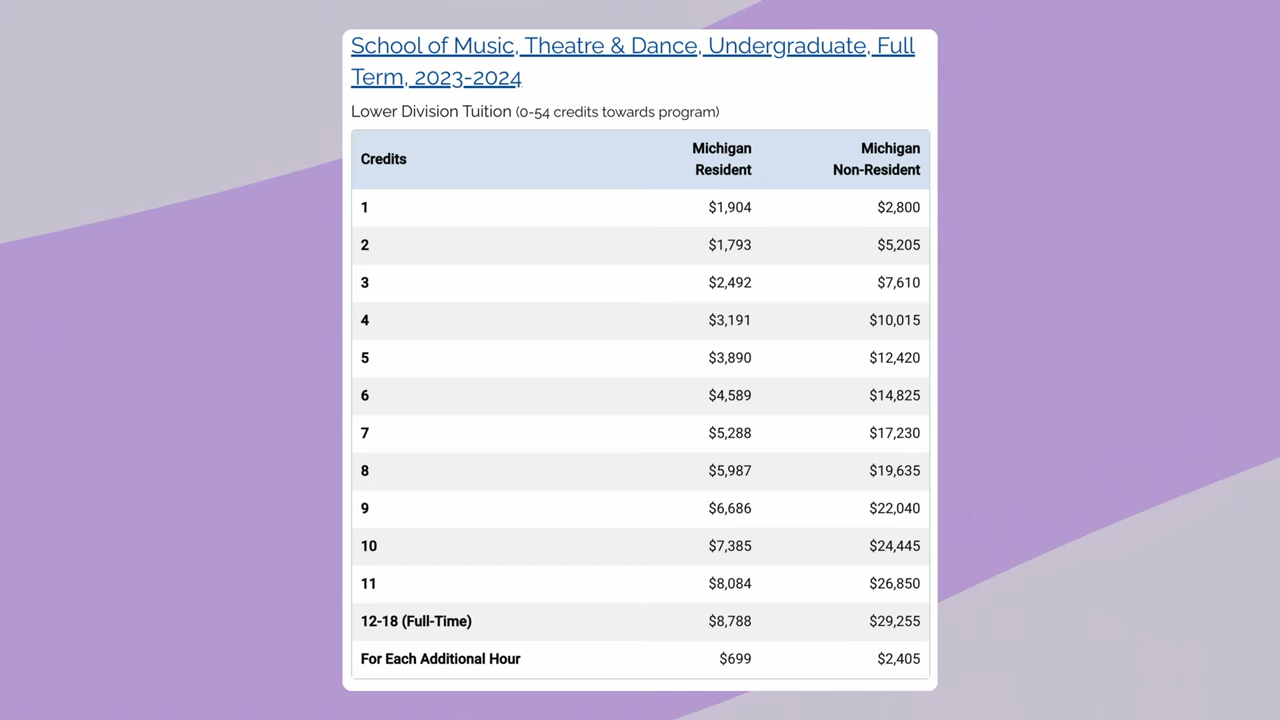 School of Music, Theatre & Dance, Undergraduate, Full
Term, 2023-2024
Lower Division Tuition (0-54 credits towards program)
Credits Michigan Resident Michigan Non-Resident
1 $1,904 $2,800
2 $1,793 $5,205
3 $2,492 $7,610
4 $3,191 $10,015
5 $3,890 $12,420
6 $4,589 $14,825
7 $5,288 $17,230
8 $5,987 $19,635
9 $6,686 $22,040
10 $7,385 $24,445
11 $8,084 $26,850
12-18 (Full-Time) $8,788 $29,255
For Each Additional Hour $699 $2,405